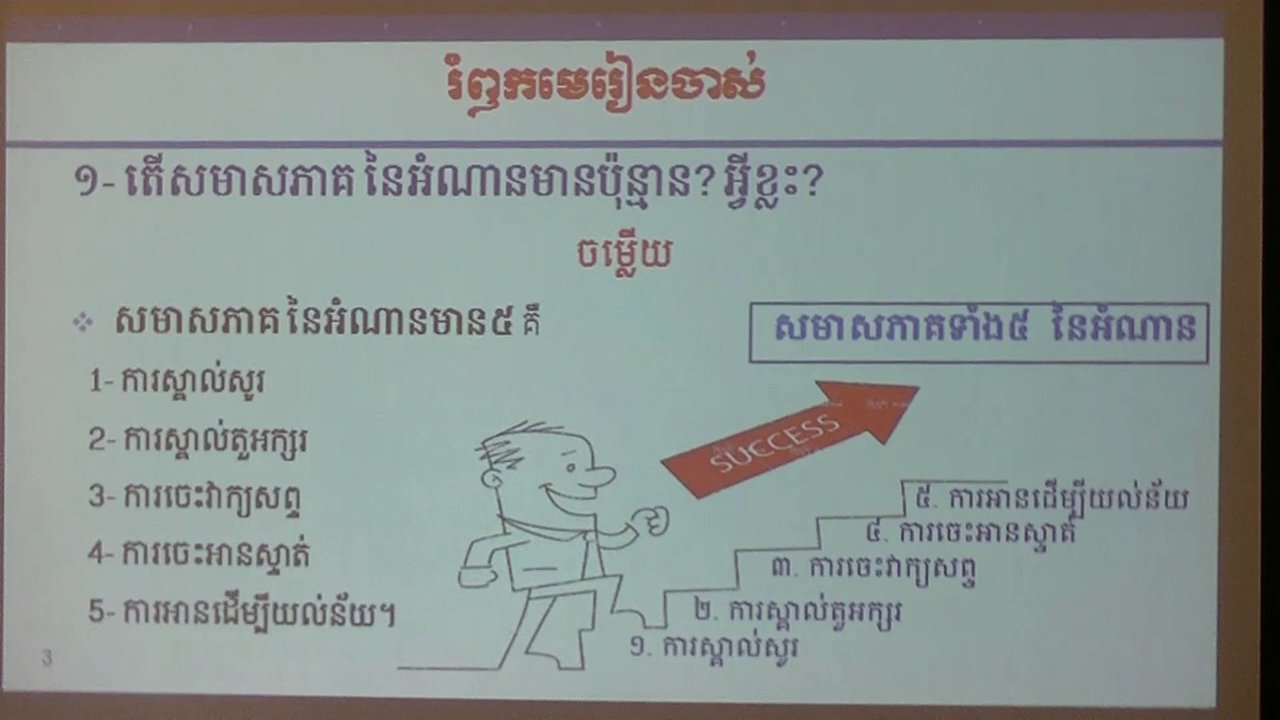 រំឭកមេរៀនចាស់
១- តើសមាសភាគ នៃអំណានមានប៉ុន្មាន? អ្វីខ្លះ?
ចម្លើយ
❖ សមាសភាគ នៃអំណានមាន៥ គឺ
1- ការស្គាល់សូរ
2- ការស្គាល់តួអក្សរ
3- ការចេះវាក្យសព្ទ
4- ការចេះអានស្ទាត់
5- ការអានដើម្បីយល់ន័យ។
សមាសភាគទាំង៥ នៃអំណាន
SUCCESS
៥. ការអានដើម្បីយល់ន័យ
៤. ការចេះអានស្ទាត់
៣. ការចេះវាក្យសព្ទ
២. ការស្គាល់តួអក្សរ
១. ការស្គាល់សូរ
3